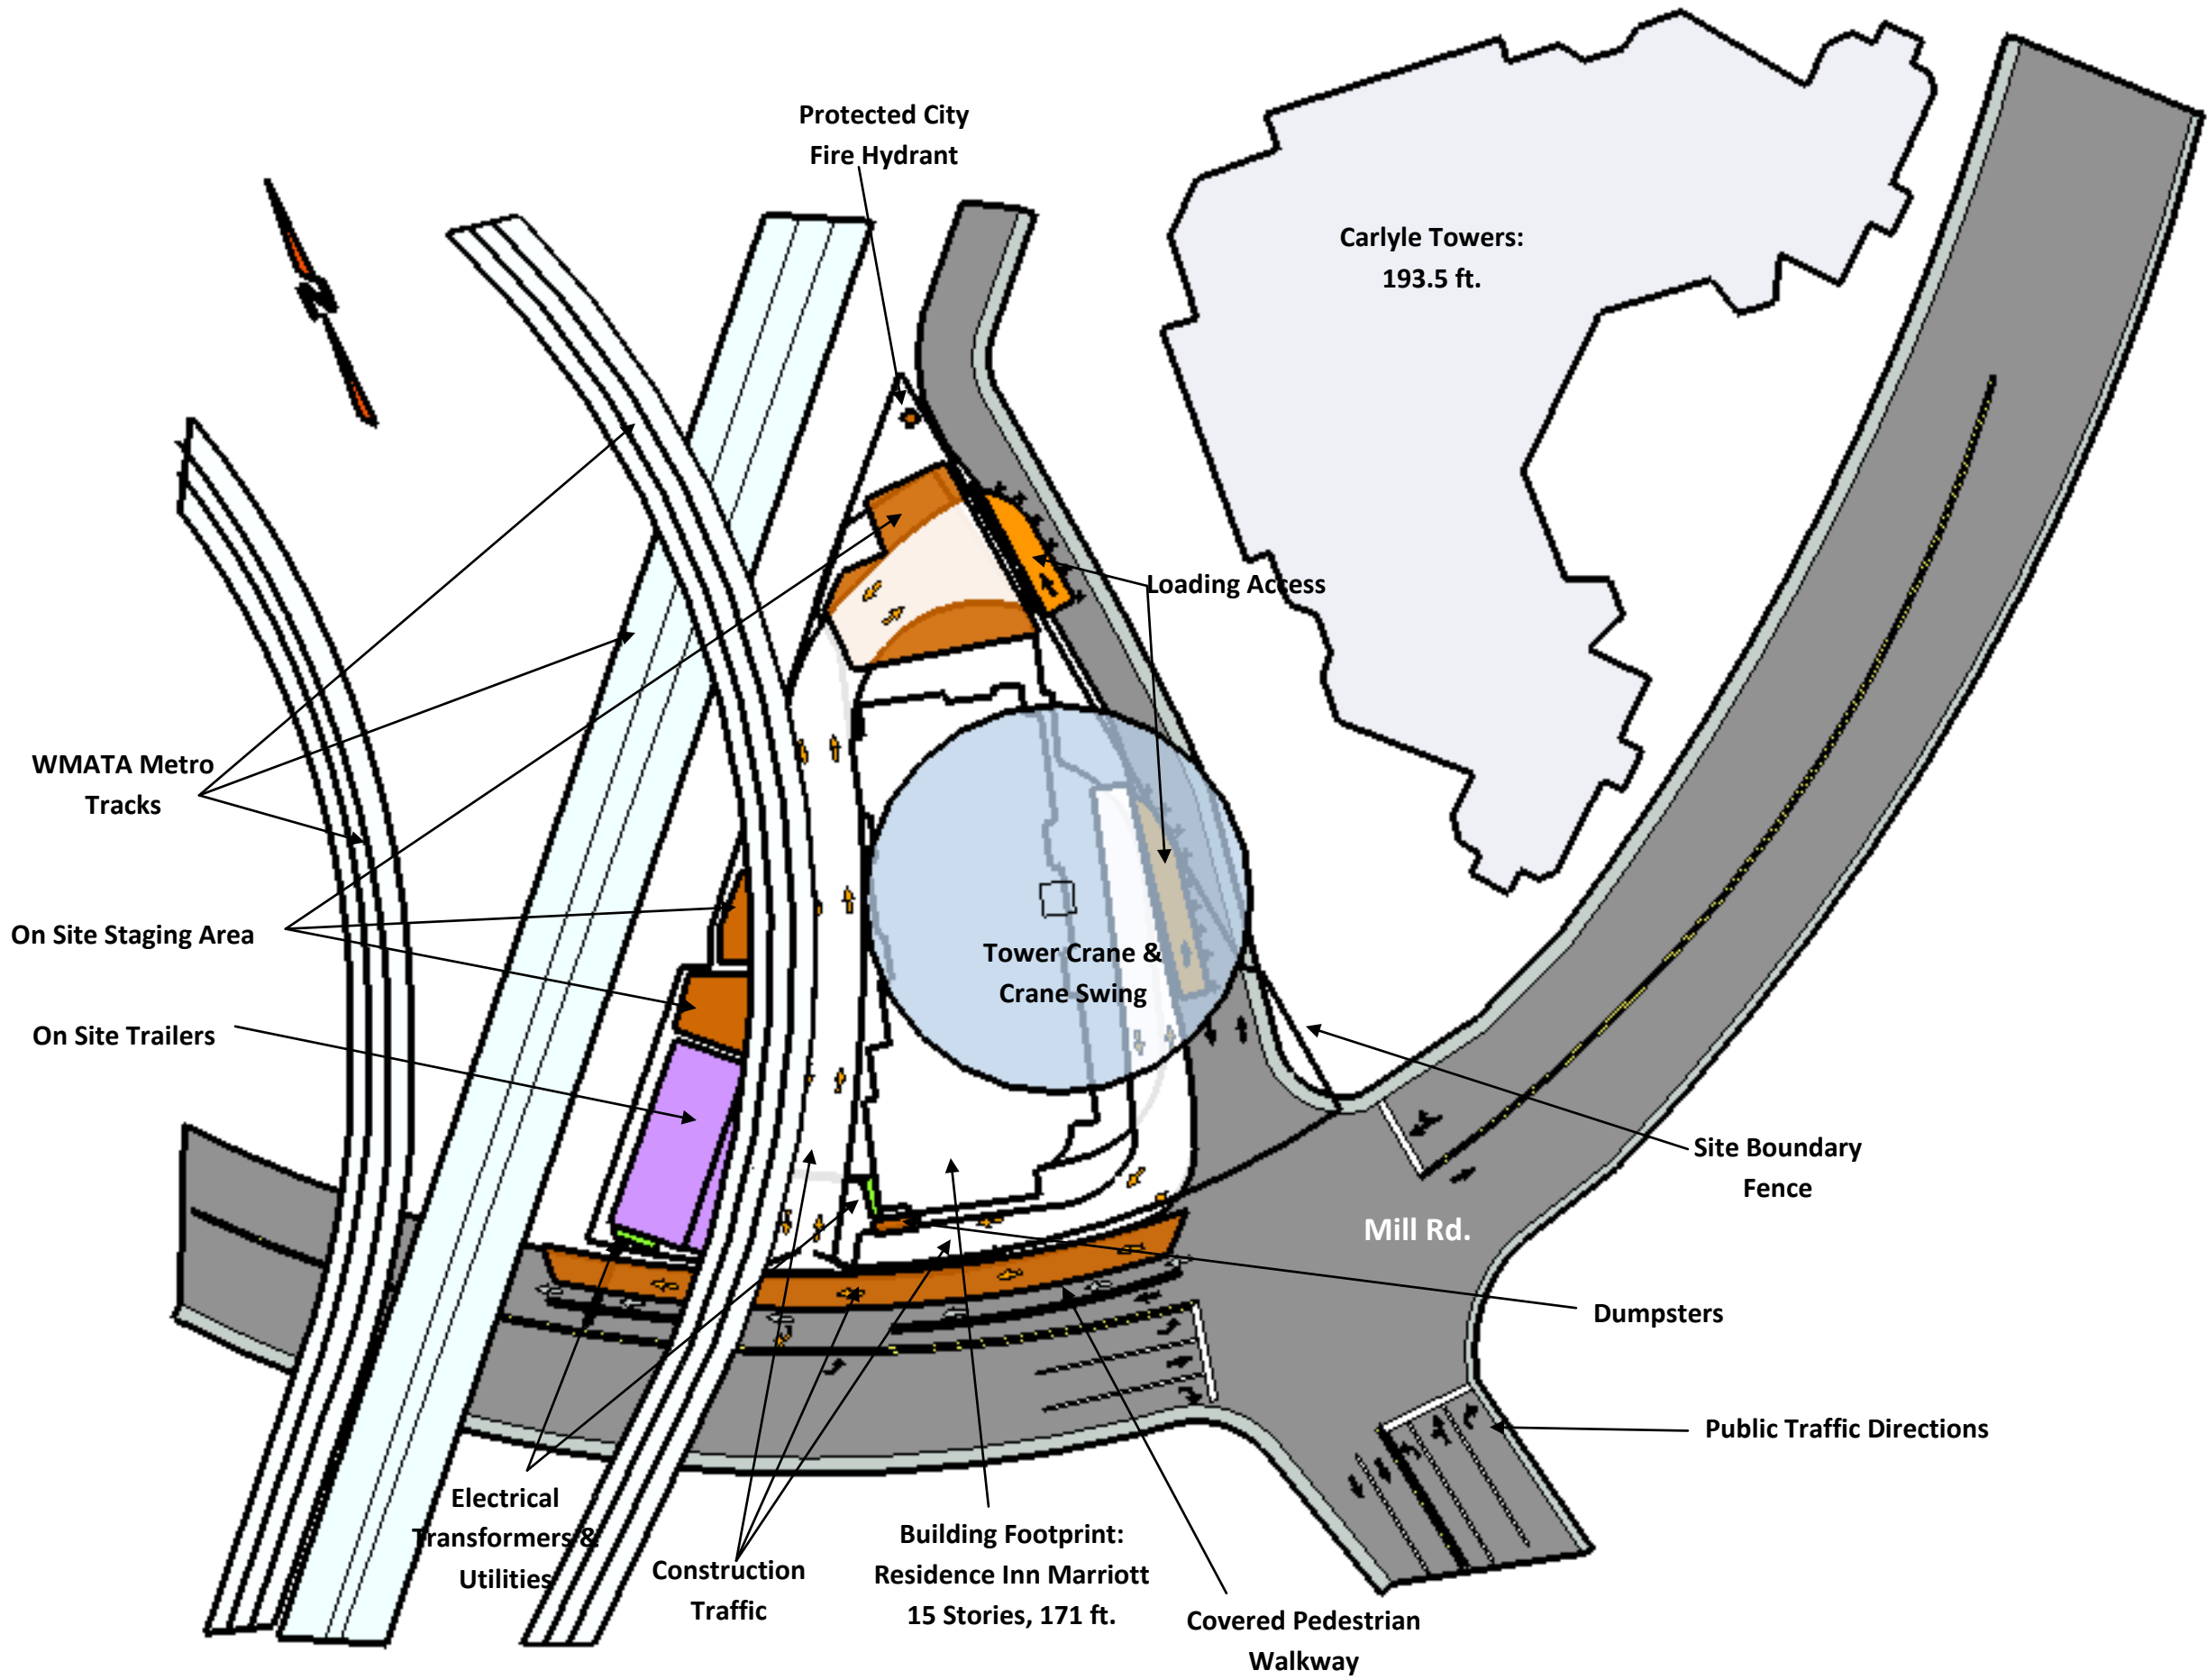 Protected City
Fire Hydrant
Carlyle Towers:
193.5 ft.
Loading Access
WMATA Metro
Tracks
On Site Staging Area
Tower Crane &
Crane Swing
On Site Trailers
Site Boundary
Fence
Mill Rd.
Dumpsters
Public Traffic Directions
Electrical
Transformers &
Utilities
Construction
Traffic
Building Footprint:
Residence Inn Marriott
15 Stories, 171 ft.
Covered Pedestrian
Walkway
N